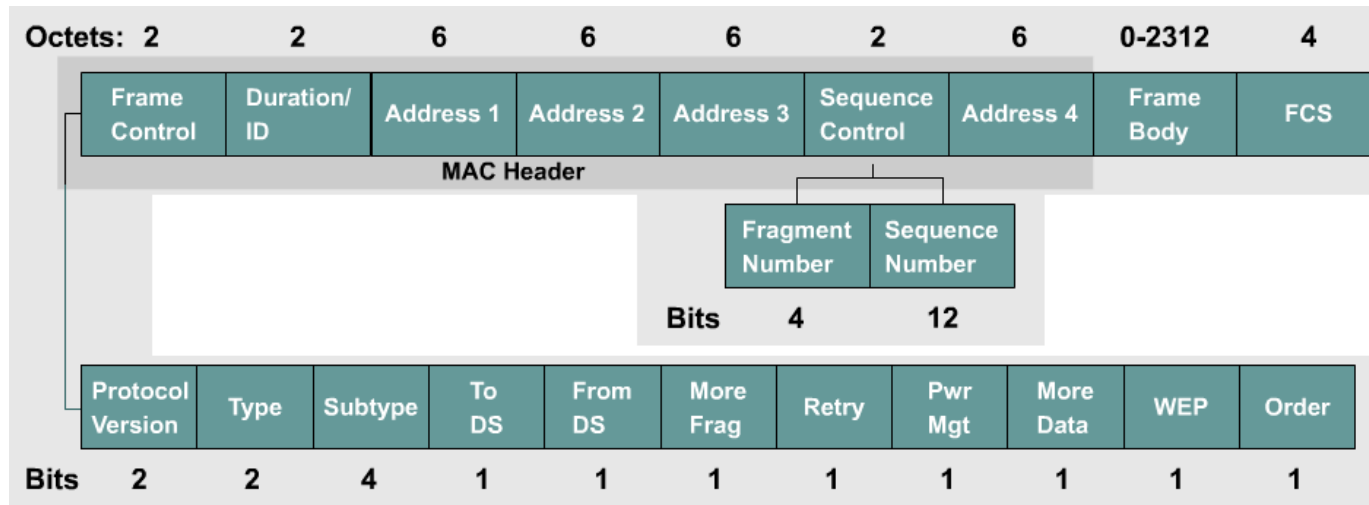 Octets: 2 2 6 6 6 2 6 0-2312 4
Frame Control Duration/ ID Address 1 Address 2 Address 3 Sequence Control Address 4 Frame Body FCS
MAC Header
Fragment Number Sequence Number
Bits 4 12
Protocol Version Type Subtype To DS From DS More Frag Retry Pwr Mgt More Data WEP Order
Bits 2 2 4 1 1 1 1 1 1 1 1